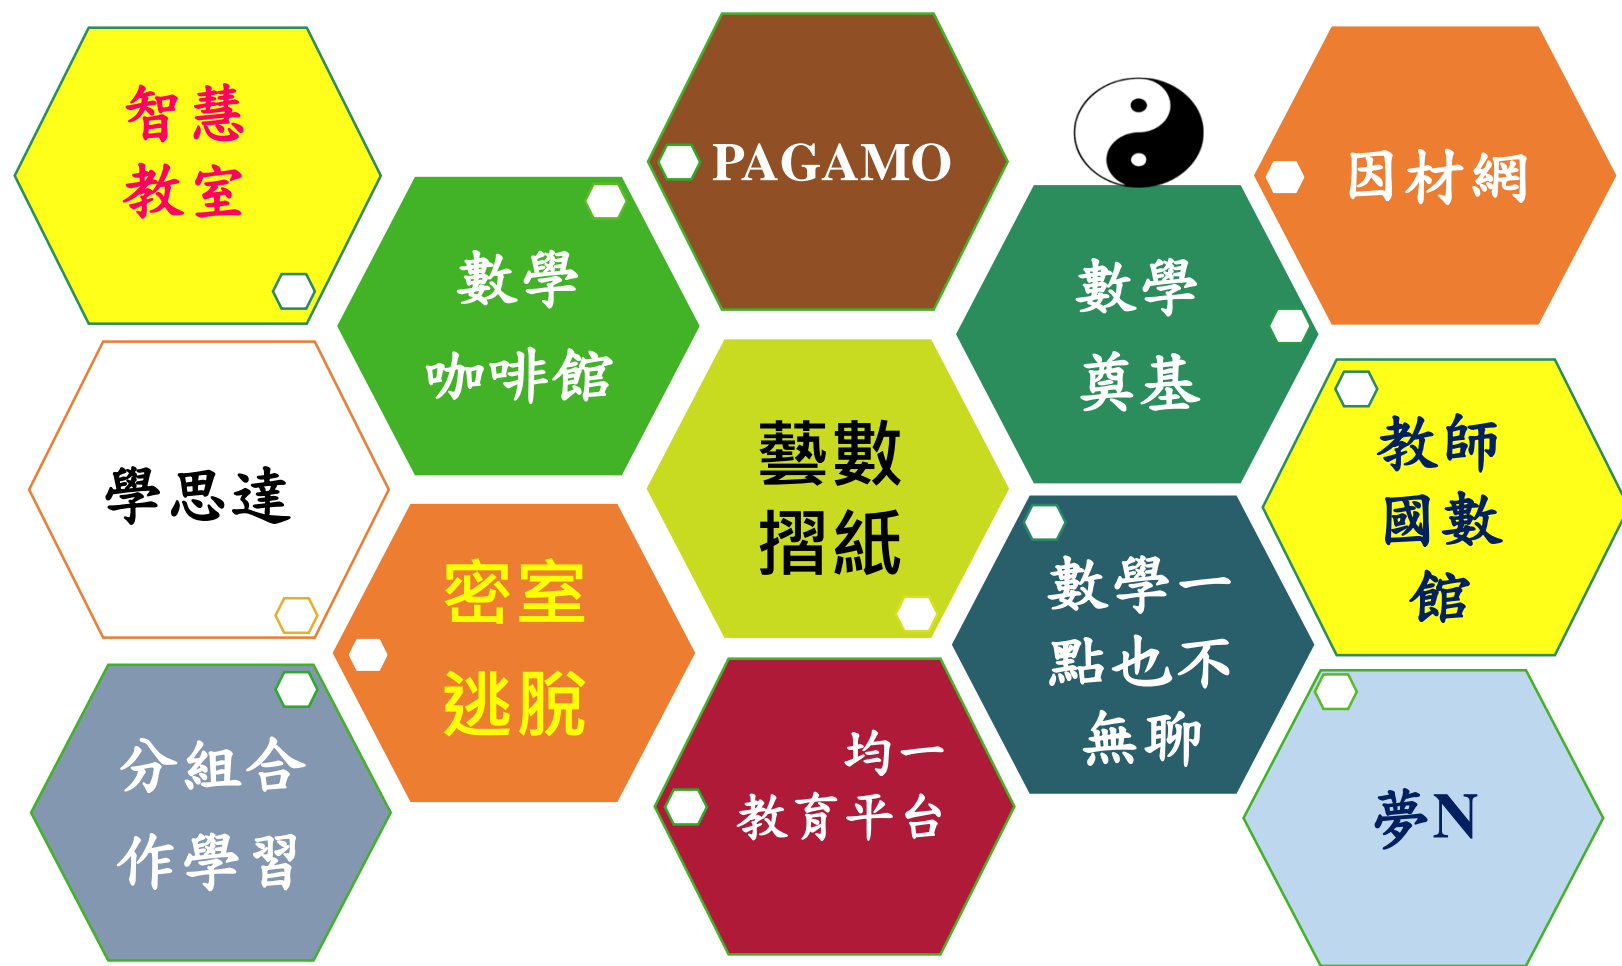 智慧
教室
PAGAMO
因材網
數學
咖啡館
數學
奠基
藝數
摺紙
教師
國數
館
學思達
密室
逃脫
數學一
點也不
無聊
分組合
作學習
均一
教育平台
夢N